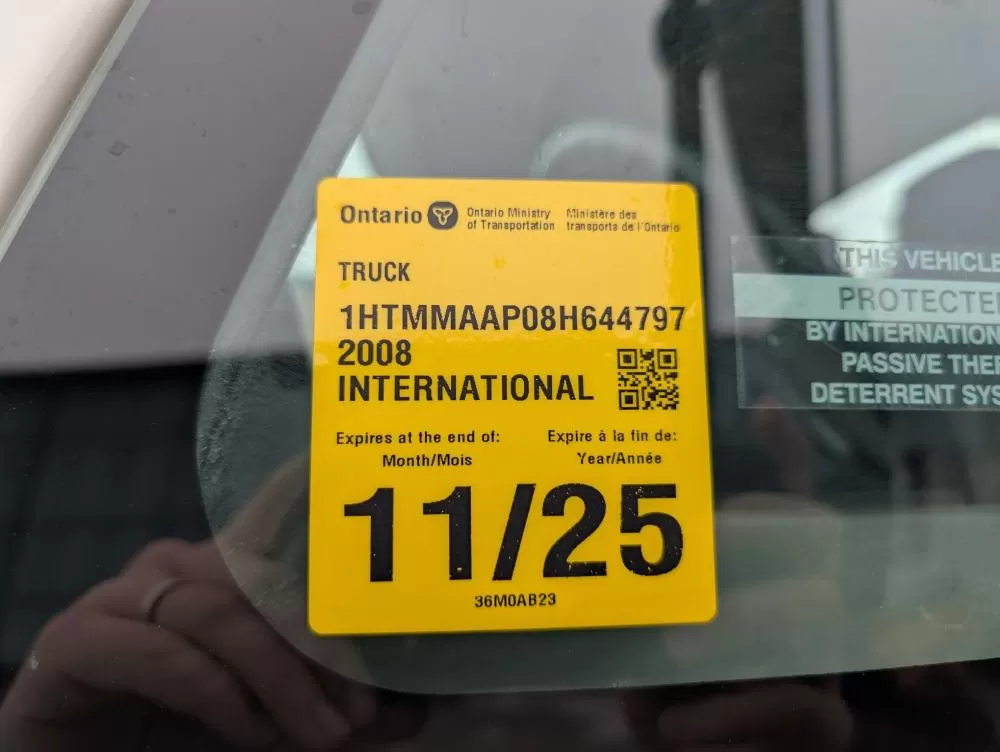 Ontario
Ontario Ministry
of Transportation
Ministère des
transports de l'Ontario
TRUCK
1HTMMAAP08H644797
2008
INTERNATIONAL
Expires at the end of:
Month/Mois
Expire à la fin de:
Year/Année
11/25
36M0AB23
THIS VEHICLE
PROTECTE
BY INTERNATION
PASSIVE THE
DETERRENT SYS